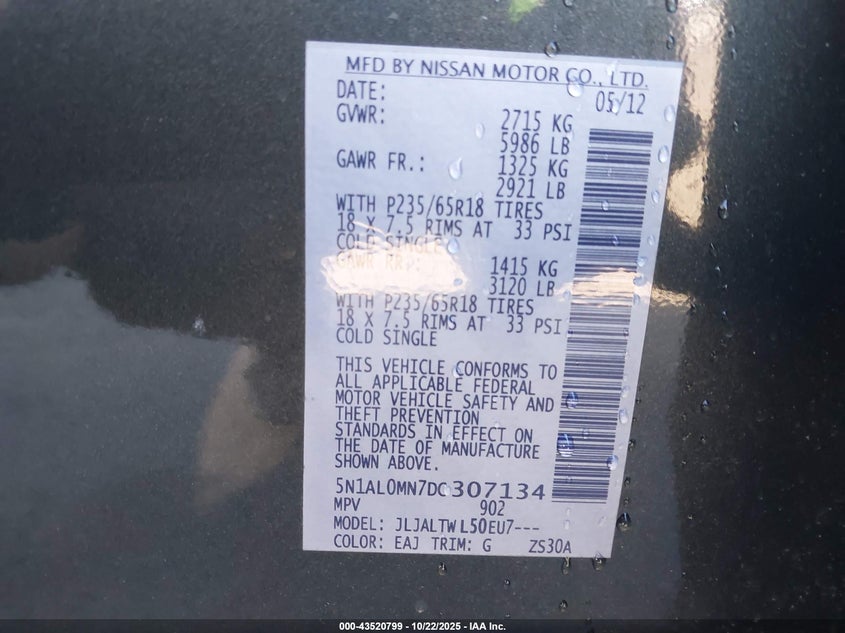 MFD BY NISSAN MOTOR CO., LTD.
DATE: 05/12
GVWR: 2715 KG
5986 LB
GAWR FR.: 1325 KG
2921 LB
WITH P235/65R18 TIRES
18 X 7.5 RIMS AT 33 PSI
COLD SINGLE
GAWR RR.: 1415 KG
3120 LB
WITH P235/65R18 TIRES
18 X 7.5 RIMS AT 33 PSI
COLD SINGLE
THIS VEHICLE CONFORMS TO
ALL APPLICABLE FEDERAL
MOTOR VEHICLE SAFETY AND
THEFT PREVENTION
STANDARDS IN EFFECT ON
THE DATE OF MANUFACTURE
SHOWN ABOVE.
5N1AL0MN7DC307134
MPV 902
MODEL: JLJALTWL50EU7---
COLOR: EAJ TRIM: G ZS30A
000-43520799 - 10/22/2025 - IAA Inc.